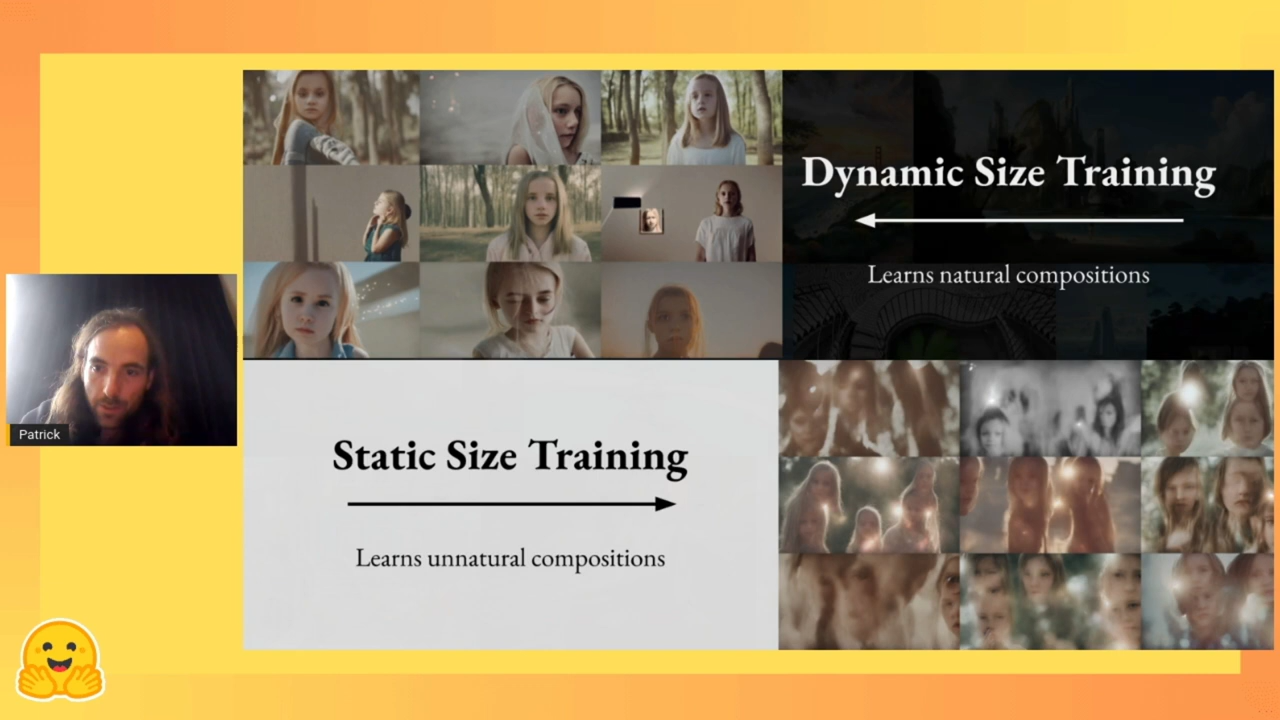 Dynamic Size Training
Learns natural compositions
Patrick
Static Size Training
Learns unnatural compositions